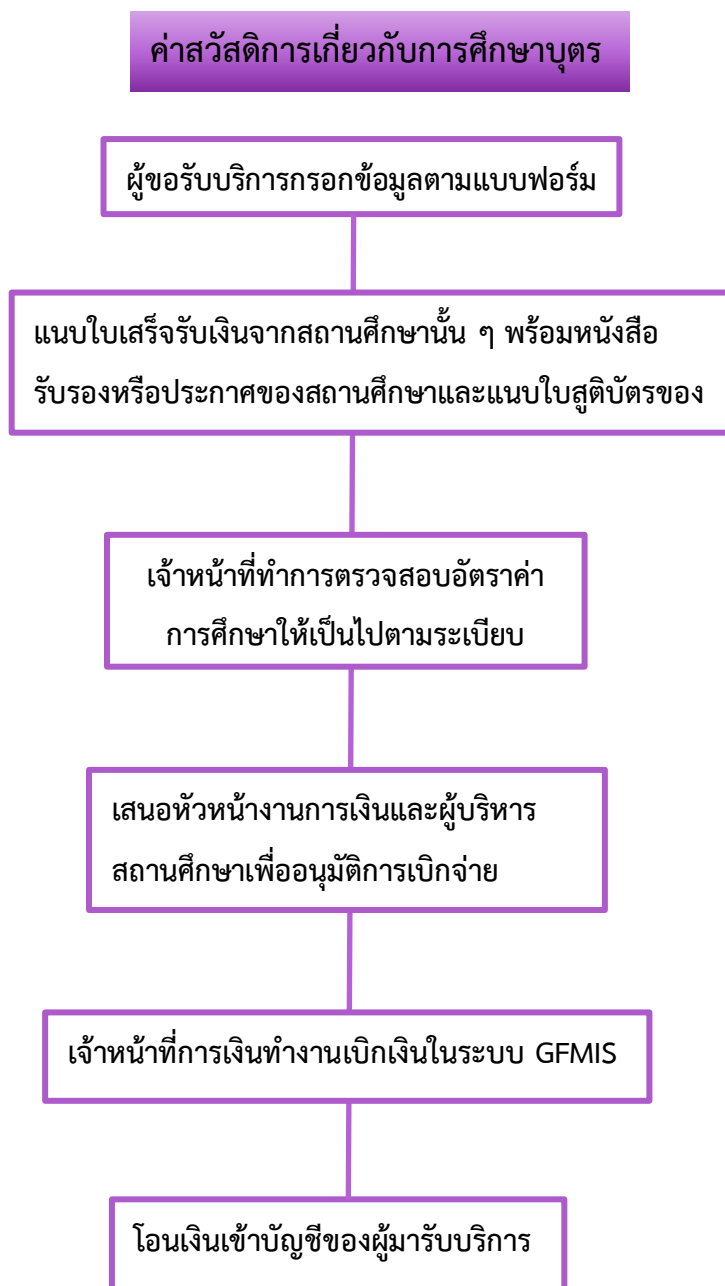 ค่าสวัสดิการเกี่ยวกับการศึกษาบุตร
ผู้ขอรับบริการกรอกข้อมูลตามแบบฟอร์ม
แนบใบเสร็จรับเงินจากสถานศึกษานั้น ๆ พร้อมหนังสือ
รับรองหรือประกาศของสถานศึกษาและแนบใบสูติบัตรของ
เจ้าหน้าที่ทำการตรวจสอบอัตราค่า
การศึกษาให้เป็นไปตามระเบียบ
เสนอหัวหน้างานการเงินและผู้บริหาร
สถานศึกษาเพื่ออนุมัติการเบิกจ่าย
เจ้าหน้าที่การเงินทำงานเบิกเงินในระบบ GFMIS
โอนเงินเข้าบัญชีของผู้มารับบริการ